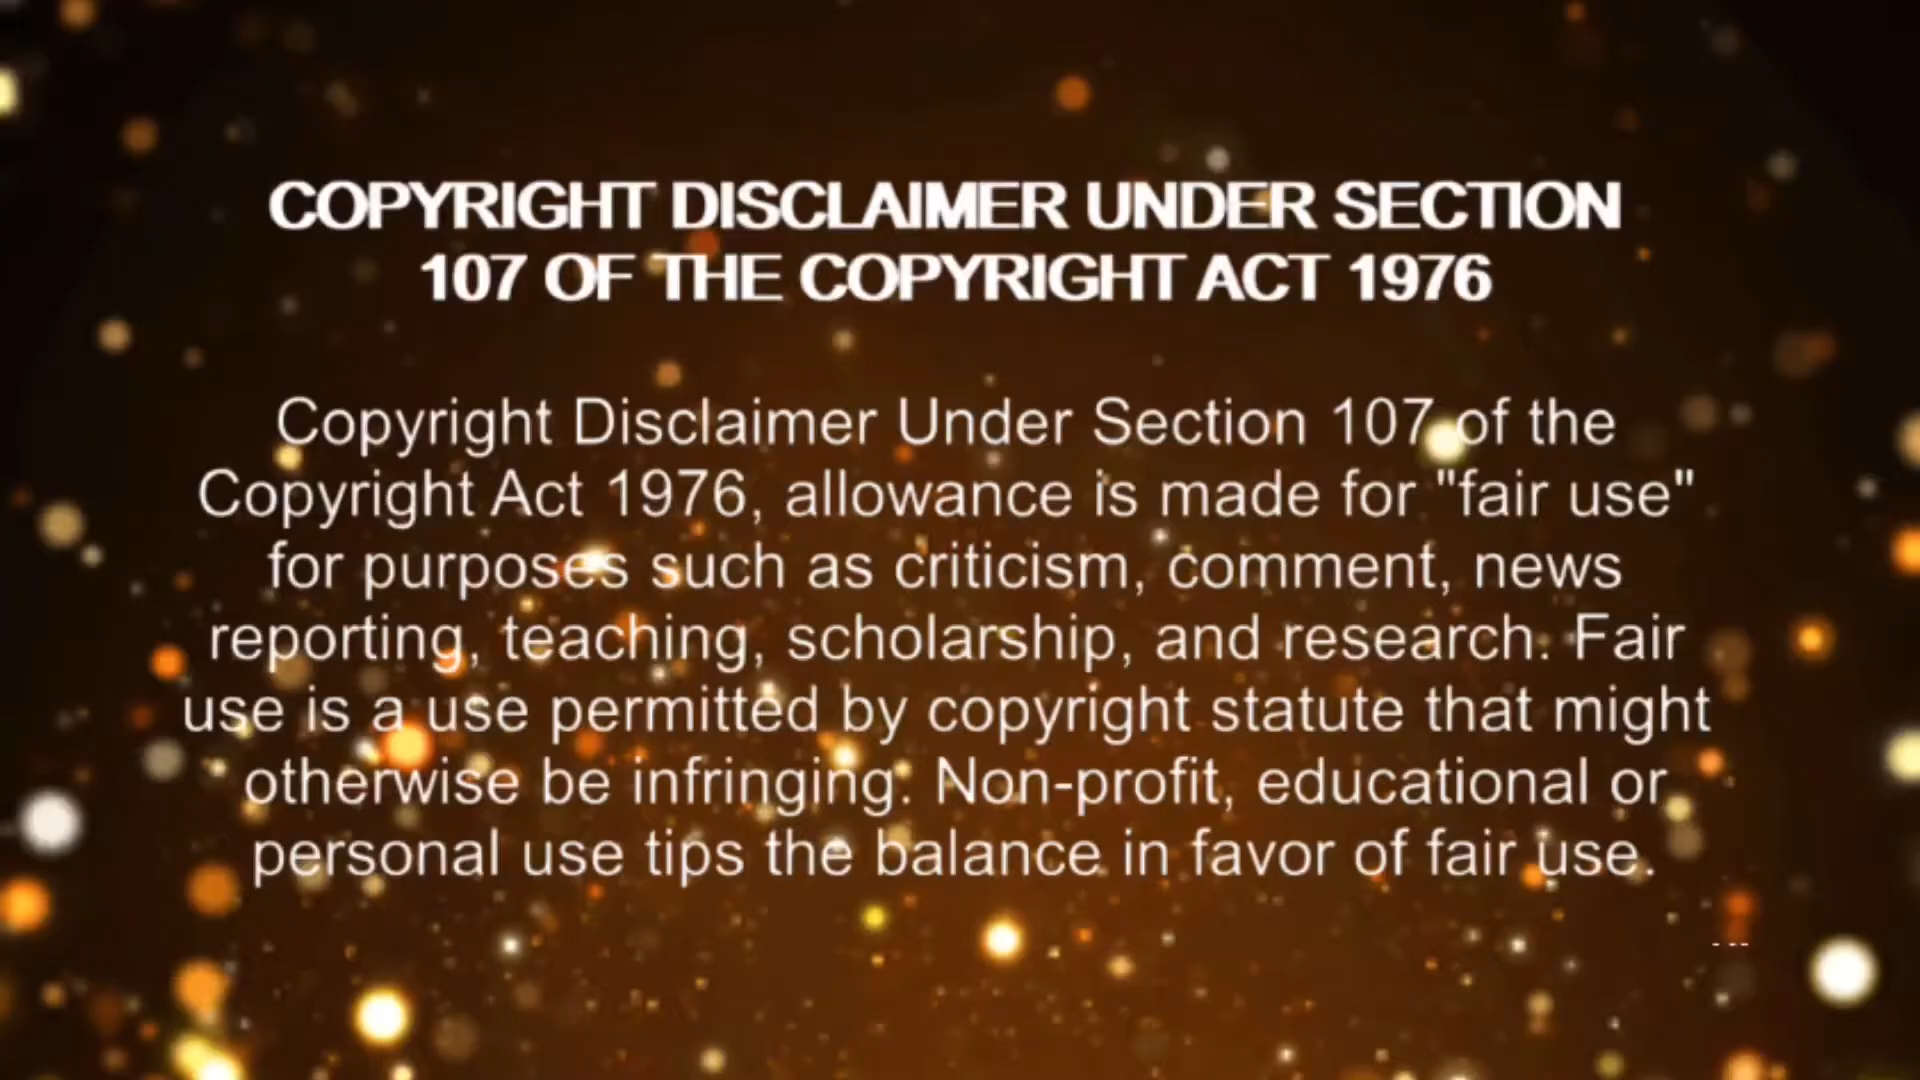 COPYRIGHT DISCLAIMER UNDER SECTION
107 OF THE COPYRIGHT ACT 1976
Copyright Disclaimer Under Section 107 of the
Copyright Act 1976, allowance is made for "fair use"
for purposes such as criticism, comment, news
reporting, teaching, scholarship, and research. Fair
use is a use permitted by copyright statute that might
otherwise be infringing. Non-profit, educational or
personal use tips the balance in favor of fair use.
---